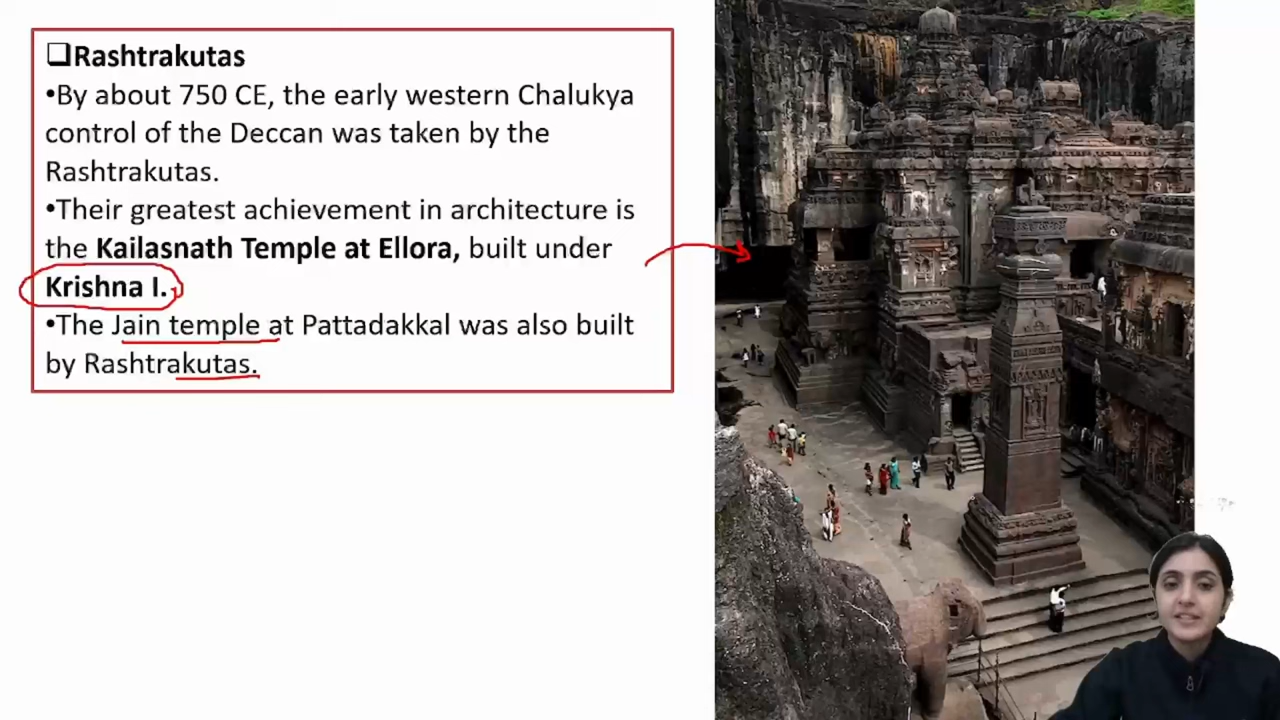 ❑Rashtrakutas
•By about 750 CE, the early western Chalukya
control of the Deccan was taken by the
Rashtrakutas.
•Their greatest achievement in architecture is
the Kailasnath Temple at Ellora, built under
Krishna I.
•The Jain temple at Pattadakkal was also built
by Rashtrakutas.